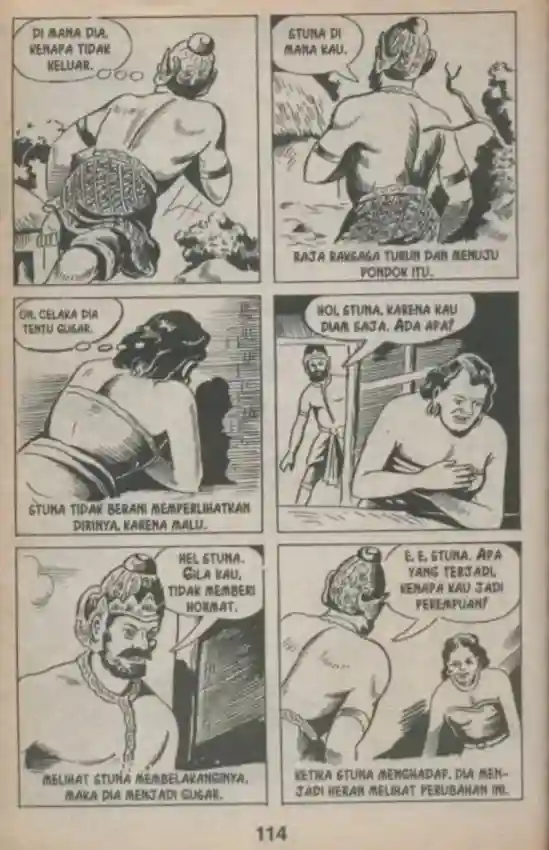 DI MANA DIA,
KENAPA TIDAK
KELUAR.
STUNA DI
MANA KAU.
RAJA RAKSASA TURUN DAN MENUJU
PONDOK ITU.
OH, CELAKA DIA
TENTU GUSAR.
STUNA TIDAK BERANI MEMPERLIHATKAN
DIRINYA, KARENA MALU.
HOI, STUNA, KARENA KAU
DIAM SAJA. ADA APA?
HEI, STUNA.
GILA KAU,
TIDAK MEMBERI
HORMAT.
MELIHAT STUNA MEMBELAKANGINYA,
MAKA DIA MENJADI GUSAR.
E, E, STUNA. APA
YANG TERJADI,
KENAPA KAU JADI
PEREMPUAN?
KETIKA STUNA MENGHADAP, DIA MEN-
JADI HERAN MELIHAT PERUBAHAN INI.
114